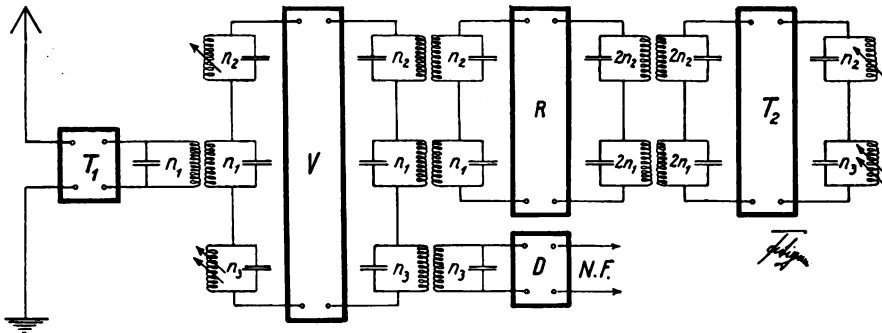 n₂ V n₂ n₂ R 2n₂ 2n₂ T₂ n₂
T₁ n₁ n₁ n₁ n₁ 2n₁ 2n₁ n₃
n₃ n₃ n₃ D N.F.